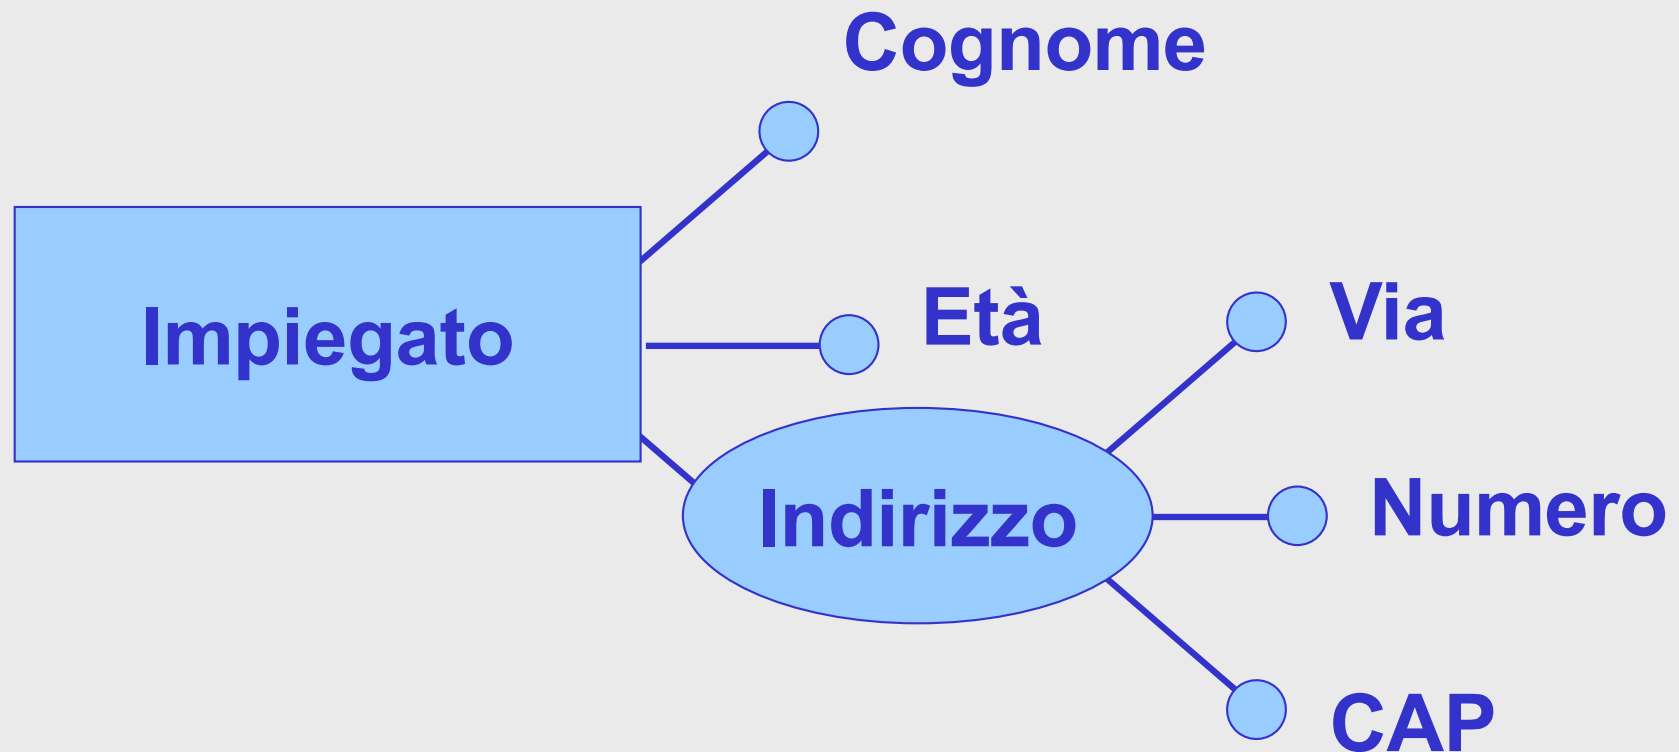 Cognome
Impiegato
Età
Via
Indirizzo
Numero
CAP